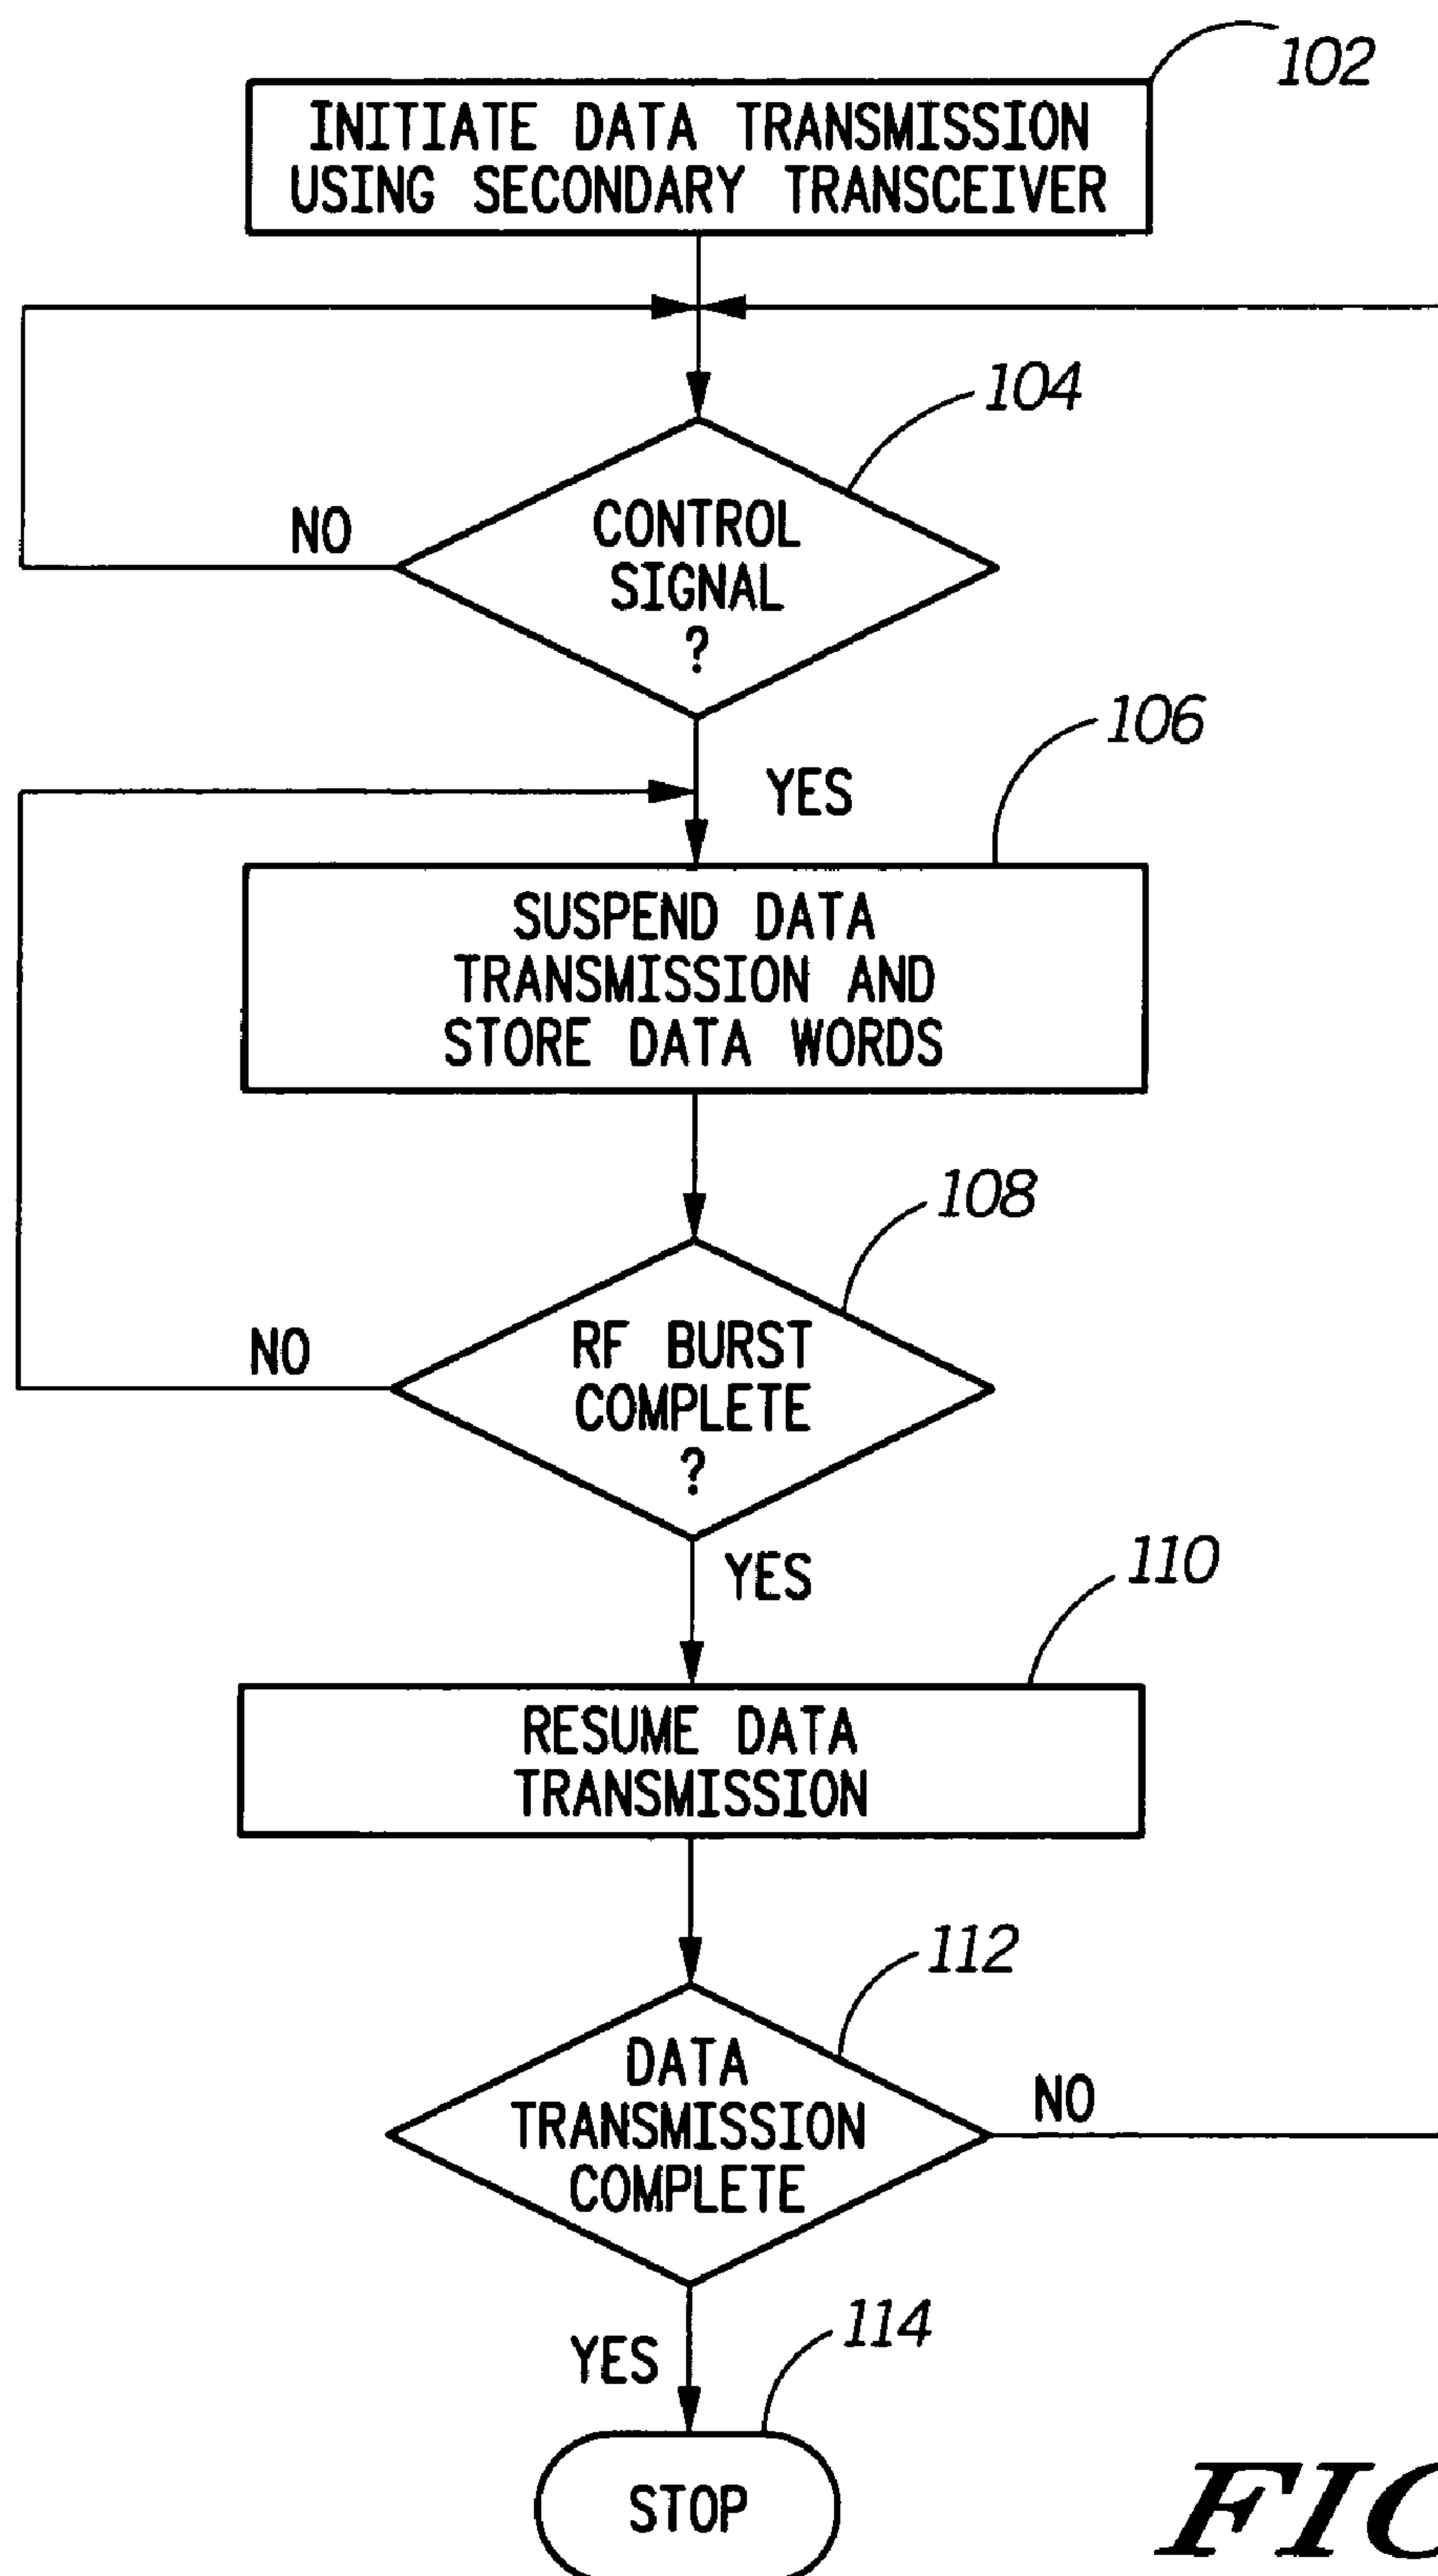 102
INITIATE DATA TRANSMISSION
USING SECONDARY TRANSCEIVER
104
NO
CONTROL
SIGNAL
?
106
YES
SUSPEND DATA
TRANSMISSION AND
STORE DATA WORDS
108
NO
RF BURST
COMPLETE
?
YES
110
RESUME DATA
TRANSMISSION
112
DATA
TRANSMISSION
COMPLETE
NO
YES
114
STOP